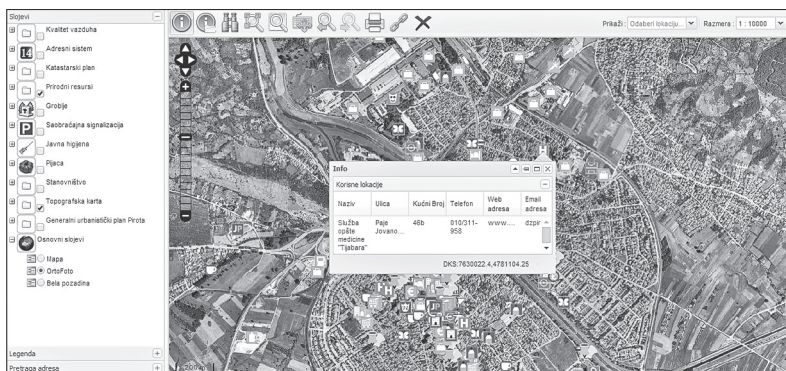 Slojevi
Prikaži : Odaberi lokaciju... Razmera : 1 : 10000
Kvalitet vazduha
14 Adresni sistem
Katastarski plan
Prirodni resursi
Groblje
P Saobraćajna signalizacija
Javna higijena
Pijaca
Stanovništvo
Topografska karta
Generalni urbanistički plan Pirota
Osnovni slojevi
Mapa
OrtoFoto
Bela pozadina
Legenda
Pretraga adresa
Info
Korisne lokacije
Naziv Ulica Kućni Broj Telefon Web adresa Email adresa
Služba Paje 46b 010/311- www.... dzpir
opšte Jovano... 958
medicine
"Tijabara"
DKS:7630022.4,4781104.25
200 m